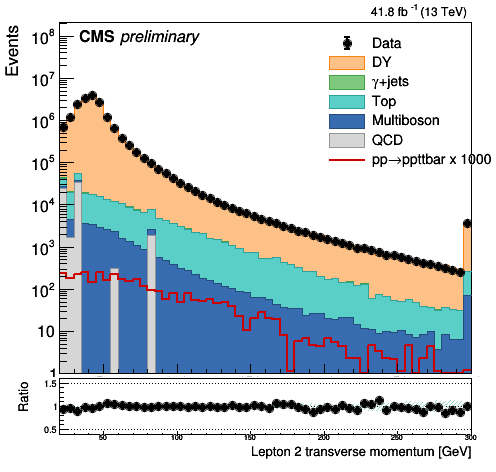 41.8 fb⁻¹ (13 TeV)
CMS preliminary
Events
10⁸
10⁷
10⁶
10⁵
10⁴
10³
10²
10
1
Data
DY
γ+jets
Top
Multiboson
QCD
pp→ppttbar x 1000
Ratio
1.5
1
0.5
50 100 150 200 250 300
Lepton 2 transverse momentum [GeV]